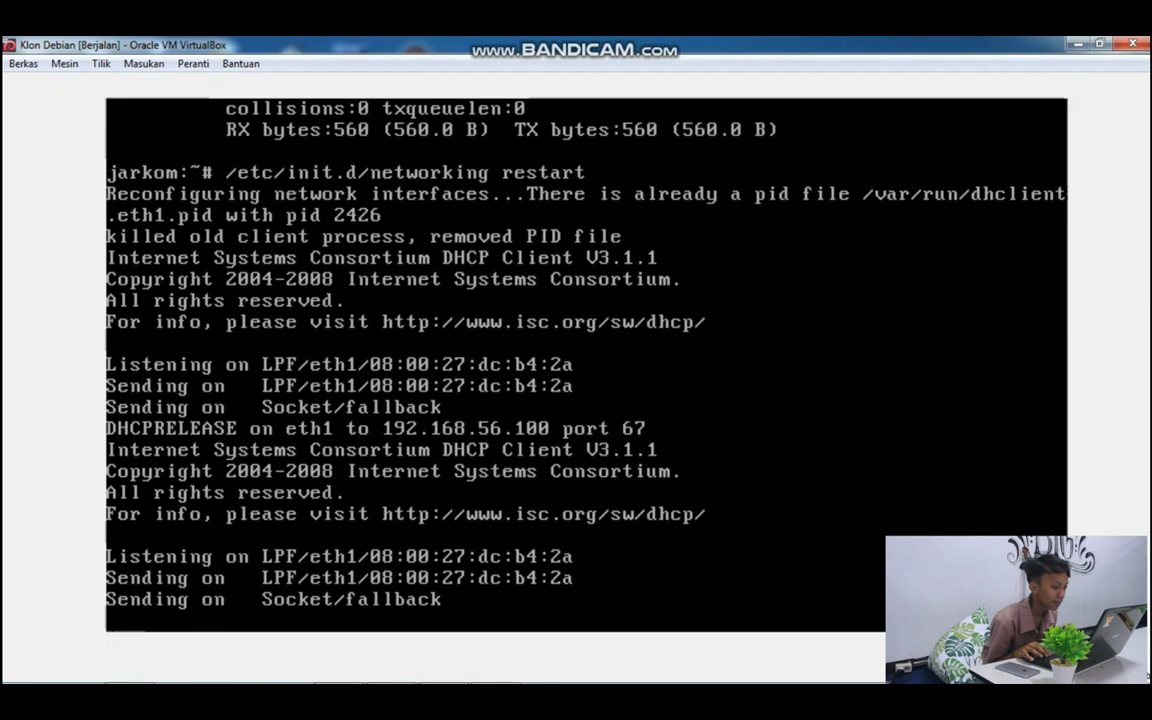 Klon Debian [Berjalan] - Oracle VM VirtualBox
www.BANDICAM.com
Berkas Mesin Tilik Masukan Peranti Bantuan
collisions:0 txqueuelen:0
RX bytes:560 (560.0 B)  TX bytes:560 (560.0 B)
jarkom:~# /etc/init.d/networking restart
Reconfiguring network interfaces...There is already a pid file /var/run/dhclient
.eth1.pid with pid 2426
killed old client process, removed PID file
Internet Systems Consortium DHCP Client V3.1.1
Copyright 2004-2008 Internet Systems Consortium.
All rights reserved.
For info, please visit http://www.isc.org/sw/dhcp/
Listening on LPF/eth1/08:00:27:dc:b4:2a
Sending on   LPF/eth1/08:00:27:dc:b4:2a
Sending on   Socket/fallback
DHCPRELEASE on eth1 to 192.168.56.100 port 67
Internet Systems Consortium DHCP Client V3.1.1
Copyright 2004-2008 Internet Systems Consortium.
All rights reserved.
For info, please visit http://www.isc.org/sw/dhcp/
Listening on LPF/eth1/08:00:27:dc:b4:2a
Sending on   LPF/eth1/08:00:27:dc:b4:2a
Sending on   Socket/fallback